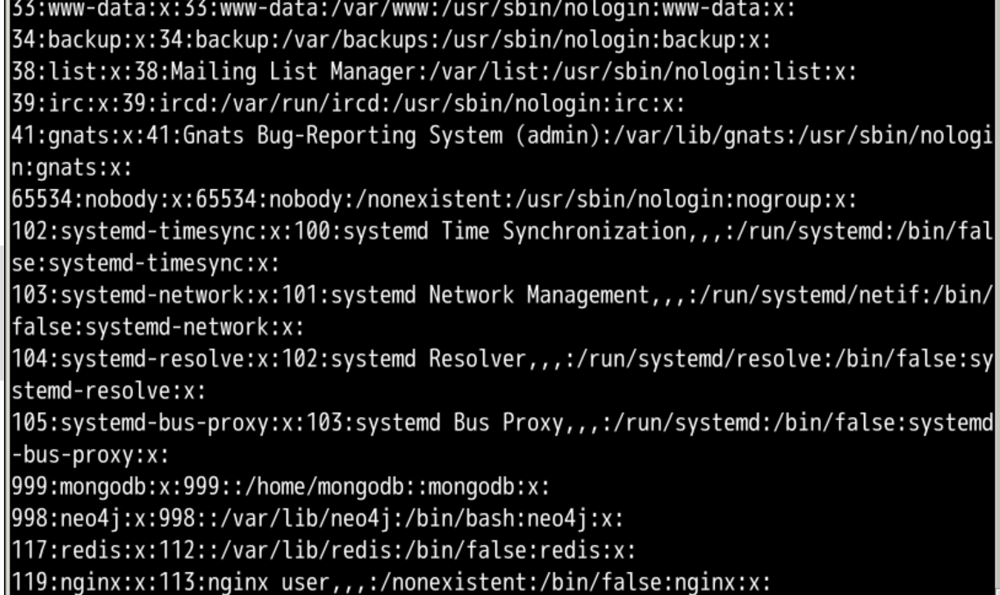 33:www-data:x:33:www-data:/var/www:/usr/sbin/nologin:www-data:x:
34:backup:x:34:backup:/var/backups:/usr/sbin/nologin:backup:x:
38:list:x:38:Mailing List Manager:/var/list:/usr/sbin/nologin:list:x:
39:irc:x:39:ircd:/var/run/ircd:/usr/sbin/nologin:irc:x:
41:gnats:x:41:Gnats Bug-Reporting System (admin):/var/lib/gnats:/usr/sbin/nologi
n:gnats:x:
65534:nobody:x:65534:nobody:/nonexistent:/usr/sbin/nologin:nogroup:x:
102:systemd-timesync:x:100:systemd Time Synchronization,,,:/run/systemd:/bin/fal
se:systemd-timesync:x:
103:systemd-network:x:101:systemd Network Management,,,:/run/systemd/netif:/bin/
false:systemd-network:x:
104:systemd-resolve:x:102:systemd Resolver,,,:/run/systemd/resolve:/bin/false:sy
stemd-resolve:x:
105:systemd-bus-proxy:x:103:systemd Bus Proxy,,,:/run/systemd:/bin/false:systemd
-bus-proxy:x:
999:mongodb:x:999::/home/mongodb::mongodb:x:
998:neo4j:x:998::/var/lib/neo4j:/bin/bash:neo4j:x:
117:redis:x:112::/var/lib/redis:/bin/false:redis:x:
119:nginx:x:113:nginx user,,,:/nonexistent:/bin/false:nginx:x: